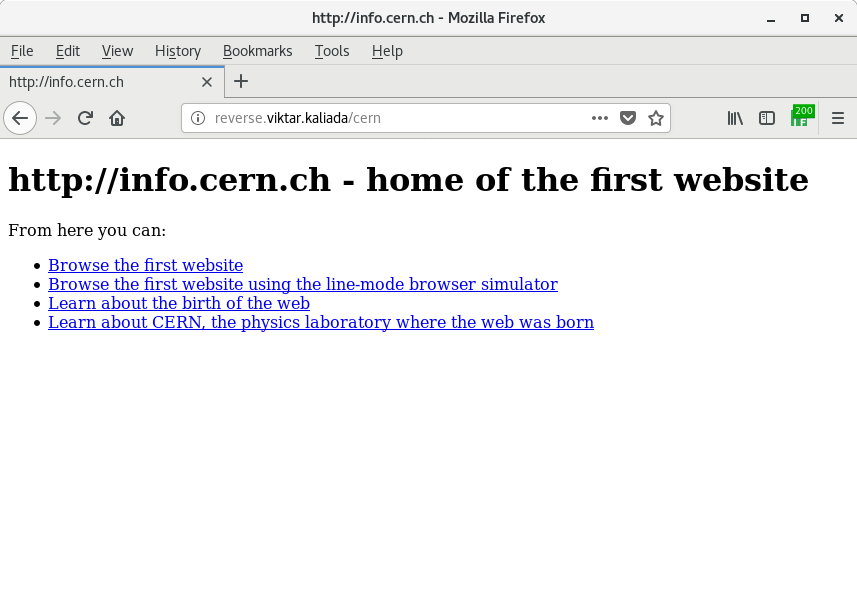 http://info.cern.ch - Mozilla Firefox
File Edit View History Bookmarks Tools Help
http://info.cern.ch
reverse.viktar.kaliada/cern
200
http://info.cern.ch - home of the first website
From here you can:
Browse the first website
Browse the first website using the line-mode browser simulator
Learn about the birth of the web
Learn about CERN, the physics laboratory where the web was born